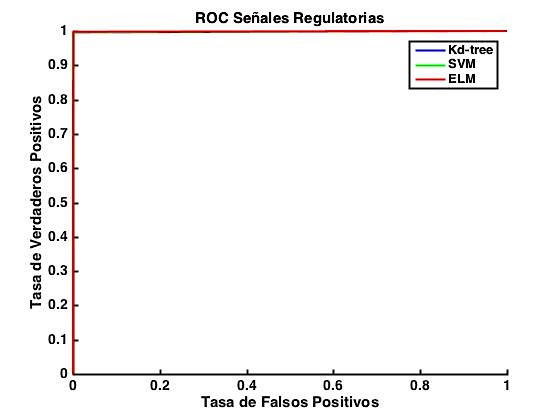 ROC Señales Regulatorias
Kd-tree
SVM
ELM
Tasa de Verdaderos Positivos
1
0.9
0.8
0.7
0.6
0.5
0.4
0.3
0.2
0.1
0
0 0.2 0.4 0.6 0.8 1
Tasa de Falsos Positivos